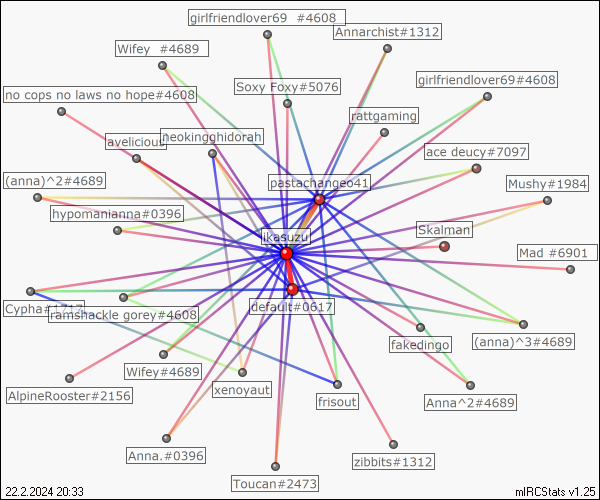 girlfriendlover69 #4608
Annarchist#1312
Wifey #4689
girlfriendlover69#4608
Soxy Foxy#5076
no cops no laws no hope#4608
rattgaming
avelicious
neokingghidorah
ace deucy#7097
(anna)^2#4689
pastachangeo41
Mushy#1984
hypomanianna#0396
ikasuzu
Skalman
Mad #6901
default#0617
ramshackle gorey#4608
fakedingo
(anna)^3#4689
Wifey#4689
AlpineRooster#2156
xenoyaut
frisout
Anna^2#4689
Anna.#0396
zibbits#1312
Toucan#2473
22.2.2024 20:33
mIRCStats v1.25